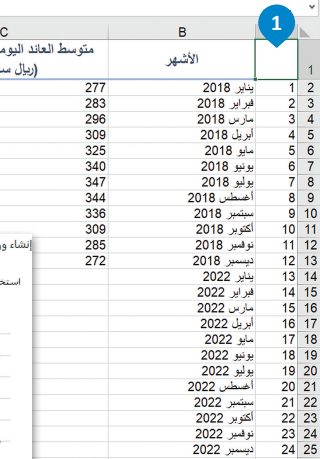 1
C B
متوسط العائد اليوم
(ريال س
الأشهر
1
277 يناير 2018 1 2
283 فبراير 2018 2 3
296 مارس 2018 3 4
309 أبريل 2018 4 5
325 مايو 2018 5 6
340 يونيو 2018 6 7
347 يوليو 2018 7 8
344 أغسطس 2018 8 9
336 سبتمبر 2018 9 10
309 أكتوبر 2018 10 11
285 نوفمبر 2018 11 12
272 ديسمبر 2018 12 13
يناير 2022 13 14
فبراير 2022 14 15
مارس 2022 15 16
أبريل 2022 16 17
مايو 2022 17 18
يونيو 2022 18 19
يوليو 2022 19 20
أغسطس 2022 20 21
سبتمبر 2022 21 22
أكتوبر 2022 22 23
نوفمبر 2022 23 24
ديسمبر 2022 24 25
إنشاء ور
استخ